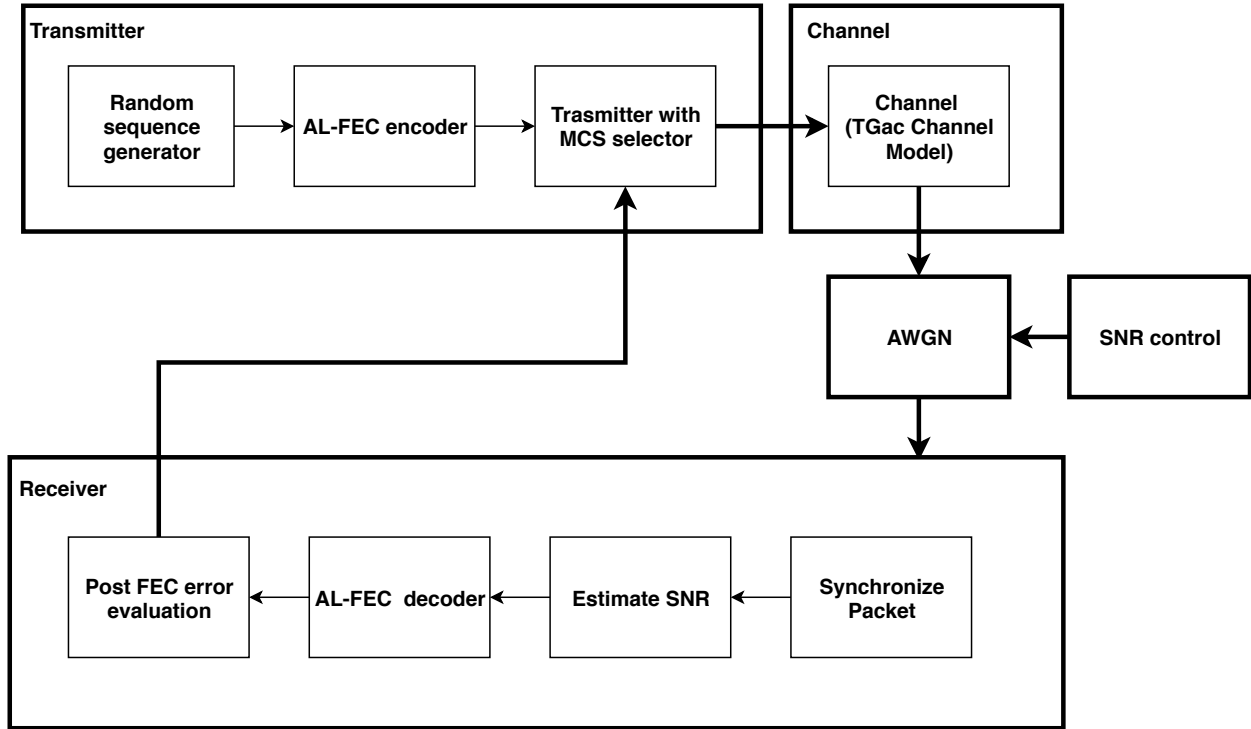 Transmitter
Random
sequence
generator
AL-FEC encoder
Trasmitter with
MCS selector
Channel
Channel
(TGac Channel
Model)
AWGN
SNR control
Receiver
Post FEC error
evaluation
AL-FEC decoder
Estimate SNR
Synchronize
Packet